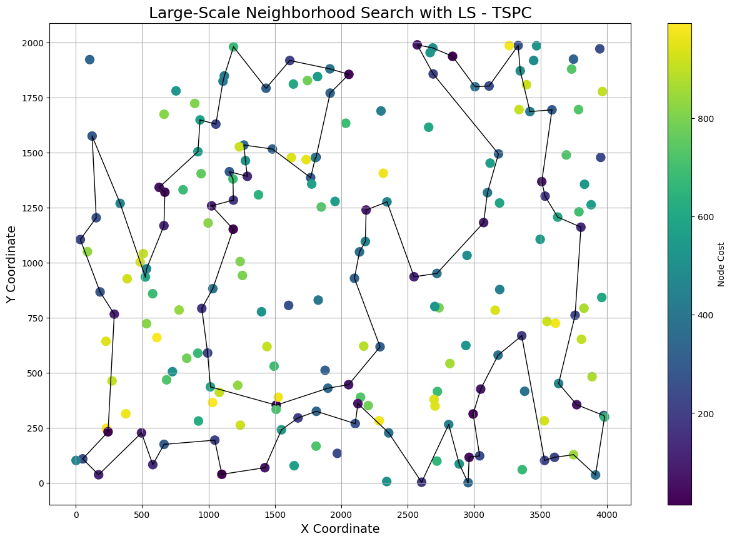 Large-Scale Neighborhood Search with LS - TSPC
Y Coordinate
2000
1750
1500
1250
1000
750
500
250
0
0 500 1000 1500 2000 2500 3000 3500 4000
X Coordinate
800
600
400
200
Node Cost